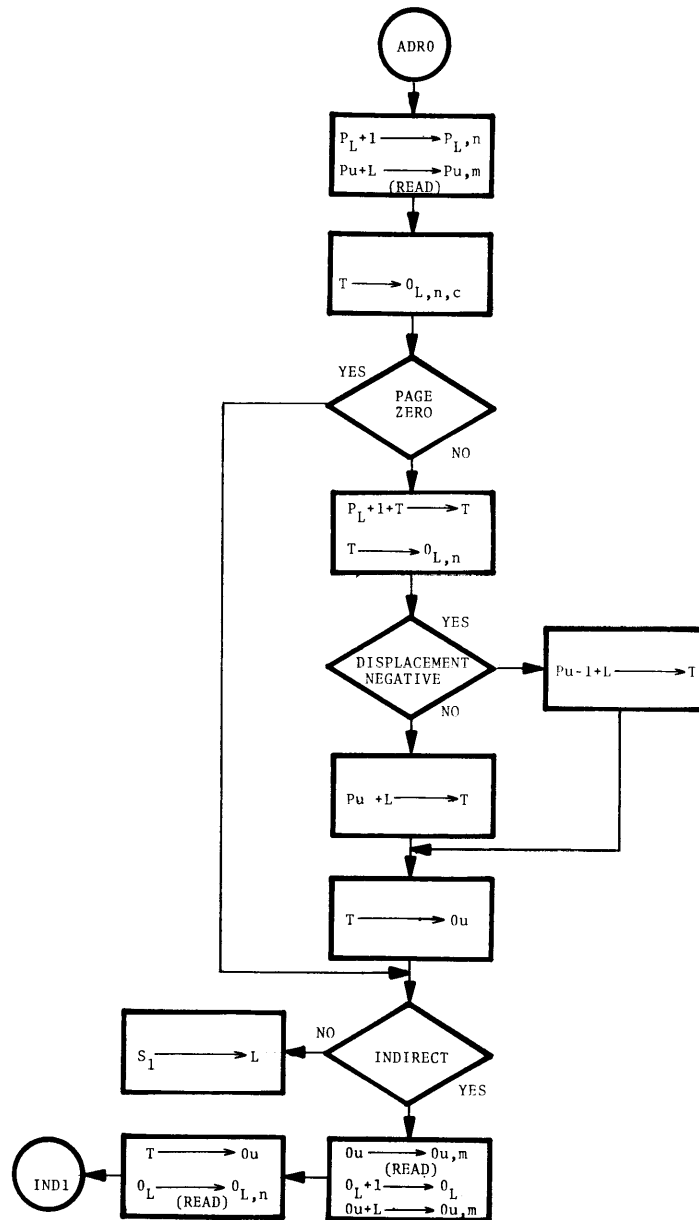 ADR0
P_L+1 ⟶ P_L,n
Pu+L ⟶ Pu,m
(READ)
T ⟶ 0_L,n,c
YES
PAGE
ZERO
NO
P_L+1+T ⟶ T
T ⟶ 0_L,n
YES
DISPLACEMENT
NEGATIVE
Pu-1+L ⟶ T
NO
Pu +L ⟶ T
T ⟶ 0u
NO
S_1 ⟶ L
INDIRECT
YES
IND1
T ⟶ 0u
0_L ⟶ 0_L,n
(READ)
0u ⟶ 0u,m
(READ)
0_L+1 ⟶ 0_L
0u+L ⟶ 0u,m